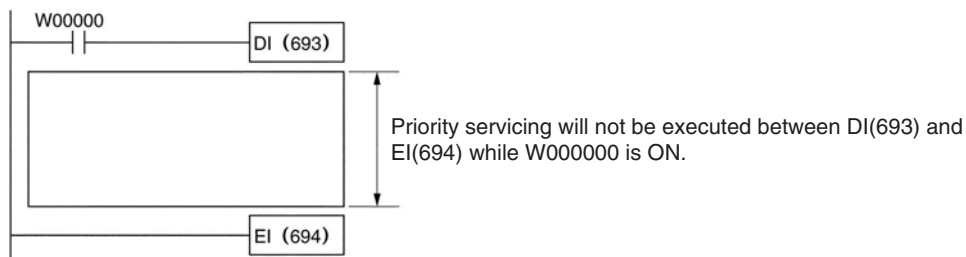 W00000
DI (693)
Priority servicing will not be executed between DI(693) and
EI(694) while W000000 is ON.
EI (694)